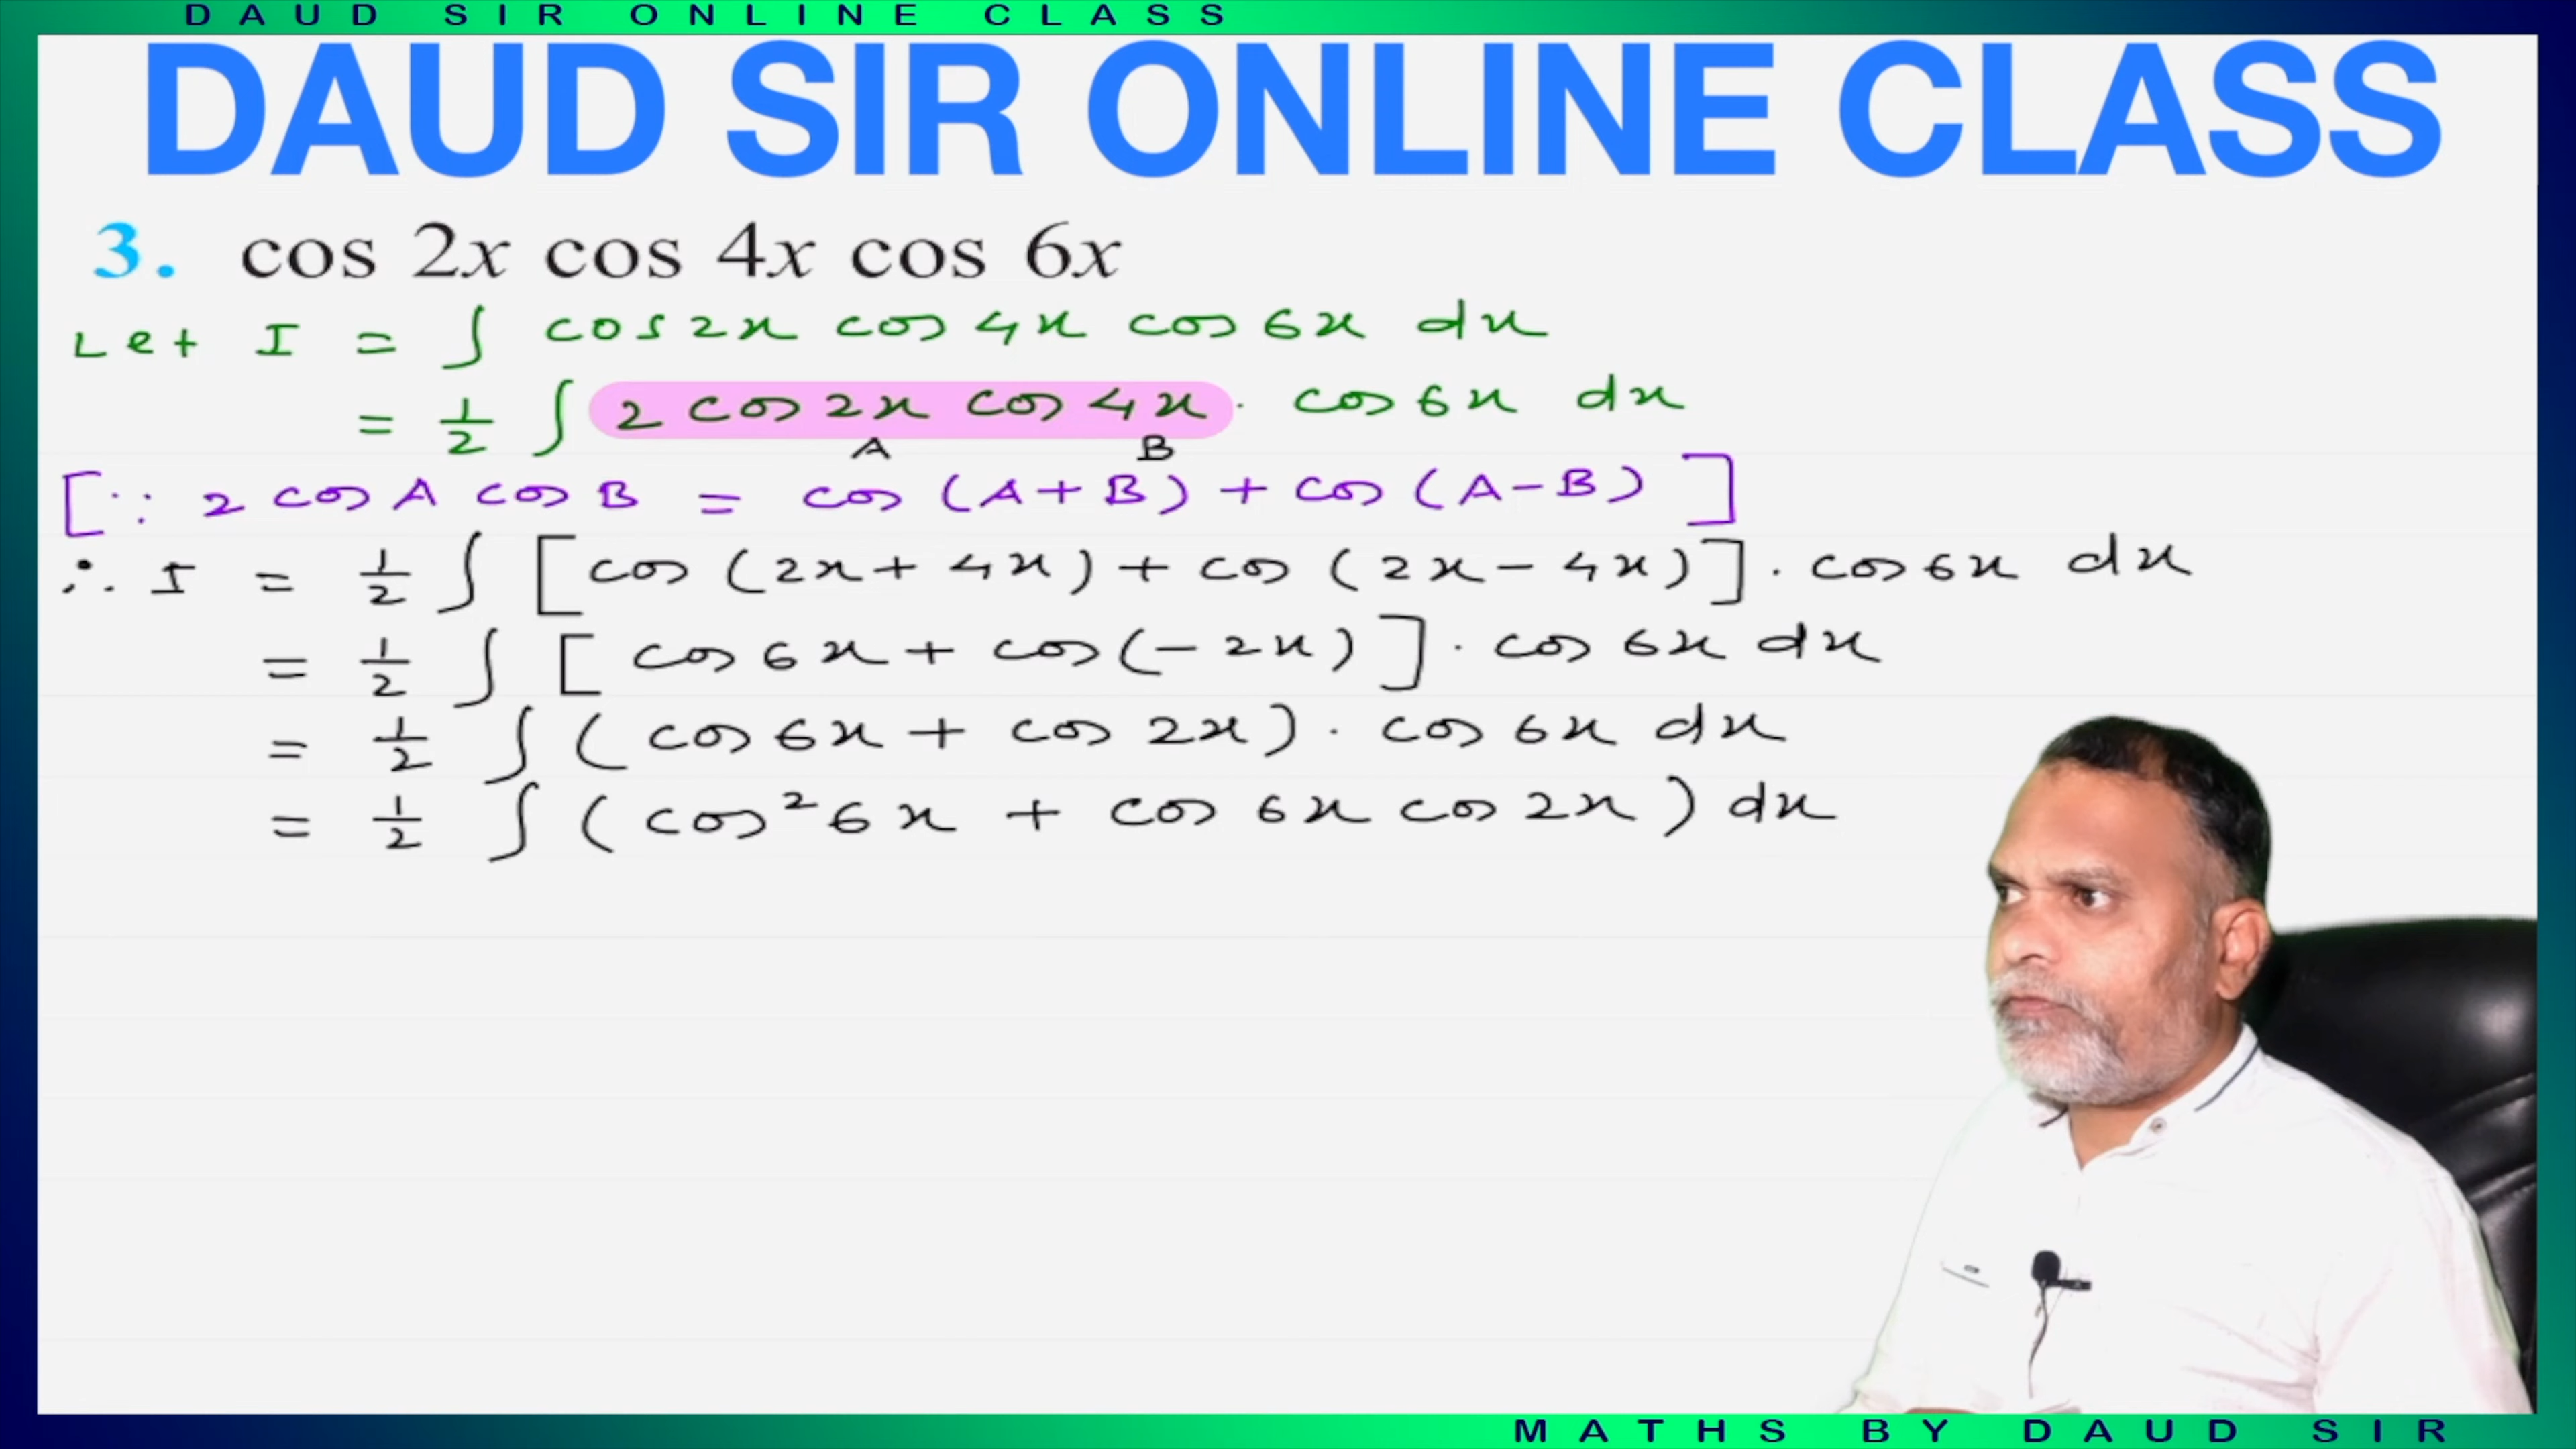 DAUD SIR ONLINE CLASS
DAUD SIR ONLINE CLASS
3. cos 2x cos 4x cos 6x
Let I = ∫ cos 2x cos 4x cos 6x dx
= 1/2 ∫ 2 cos 2x cos 4x . cos 6x dx
A B
[∵ 2 cos A cos B = cos (A+B) + cos (A-B)]
∴ I = 1/2 ∫ [cos (2x + 4x) + cos (2x - 4x)] . cos 6x dx
= 1/2 ∫ [cos 6x + cos (-2x)] . cos 6x dx
= 1/2 ∫ (cos 6x + cos 2x) . cos 6x dx
= 1/2 ∫ (cos² 6x + cos 6x cos 2x) dx
MATHS BY DAUD SIR